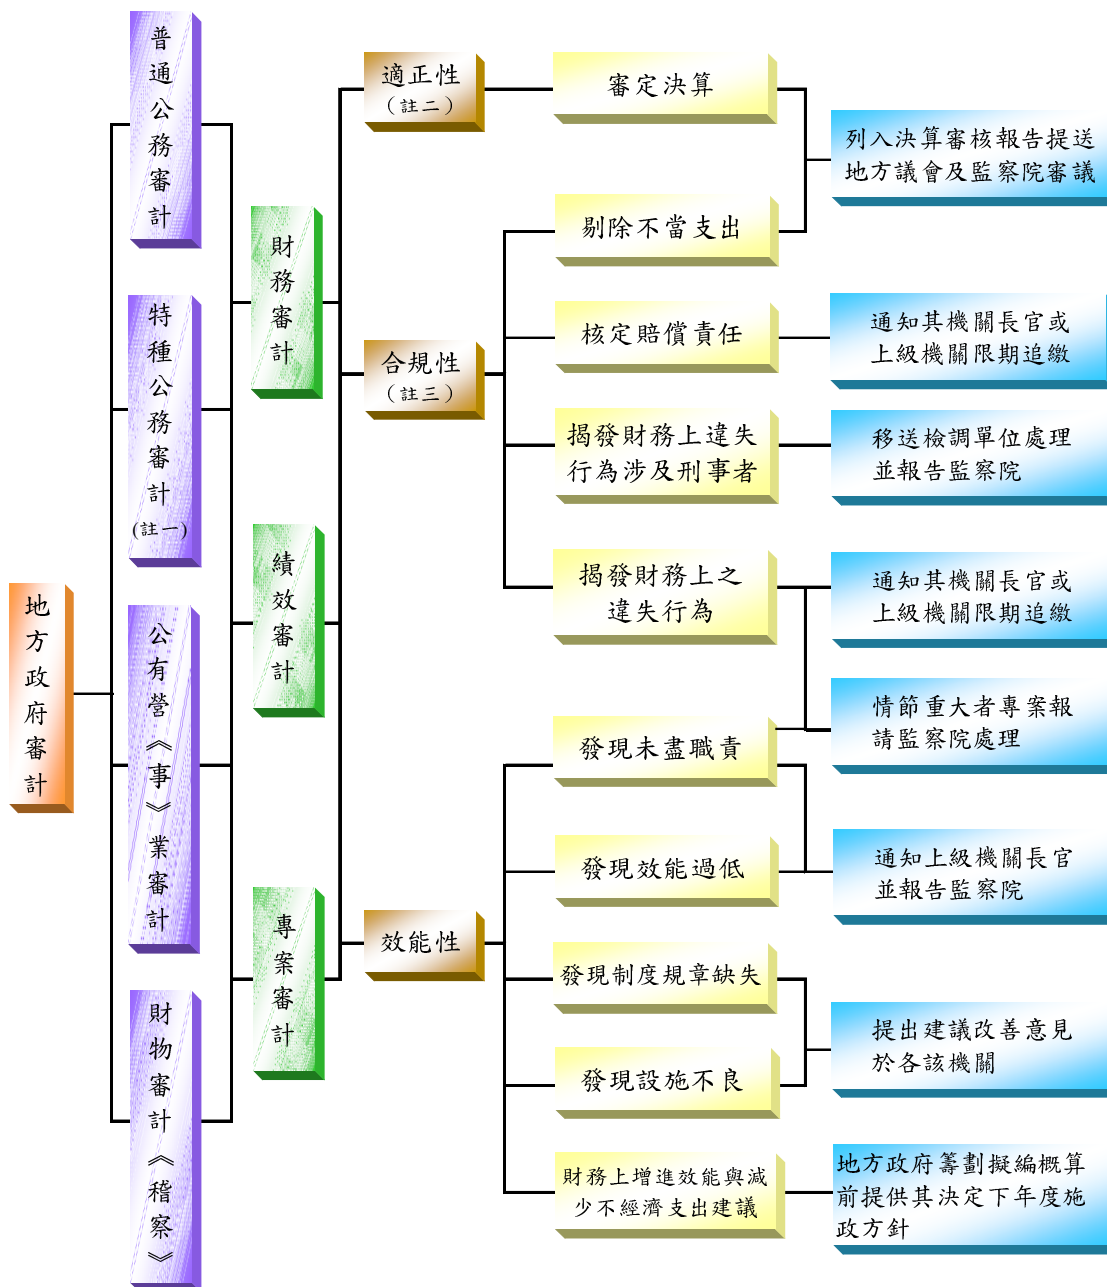 地方政府審計
普通公務審計
特種公務審計
(註一)
公有營《事》業審計
財物審計《稽察》
財務審計
績效審計
專案審計
適正性
（註二）
合規性
（註三）
效能性
審定決算
剔除不當支出
核定賠償責任
揭發財務上違失
行為涉及刑事者
揭發財務上之
違失行為
發現未盡職責
發現效能過低
發現制度規章缺失
發現設施不良
財務上增進效能與減
少不經濟支出建議
列入決算審核報告提送
地方議會及監察院審議
通知其機關長官或
上級機關限期追繳
移送檢調單位處理
並報告監察院
通知其機關長官或
上級機關限期追繳
情節重大者專案報
請監察院處理
通知上級機關長官
並報告監察院
提出建議改善意見
於各該機關
地方政府籌劃擬編概算
前提供其決定下年度施
政方針